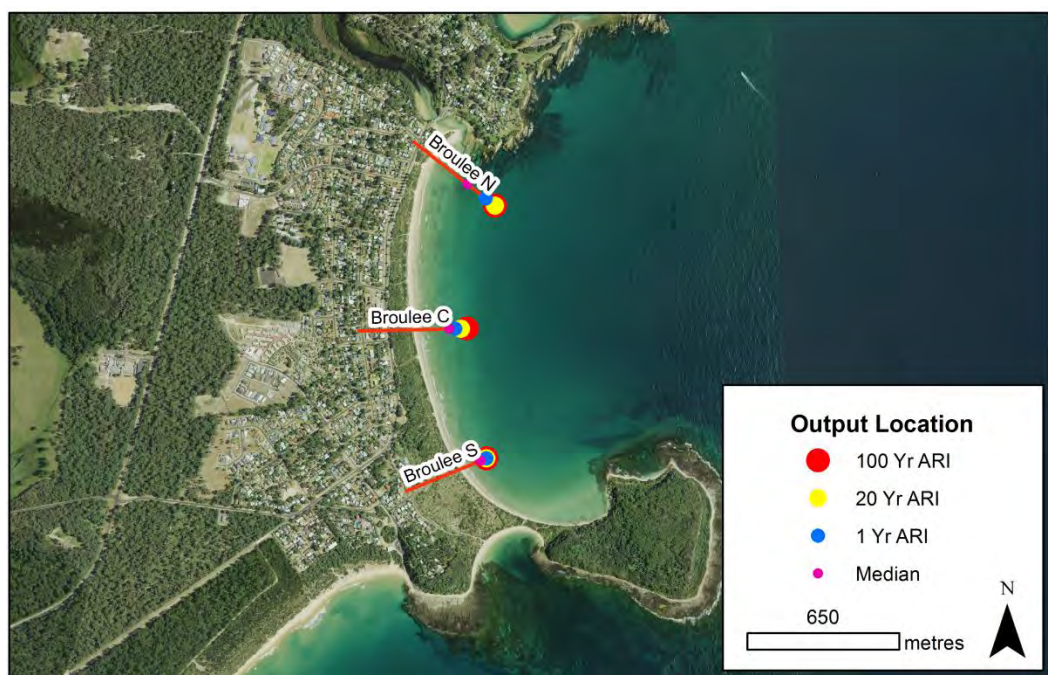 Broulee N
Broulee C
Broulee S
Output Location
100 Yr ARI
20 Yr ARI
1 Yr ARI
Median
650
metres
N